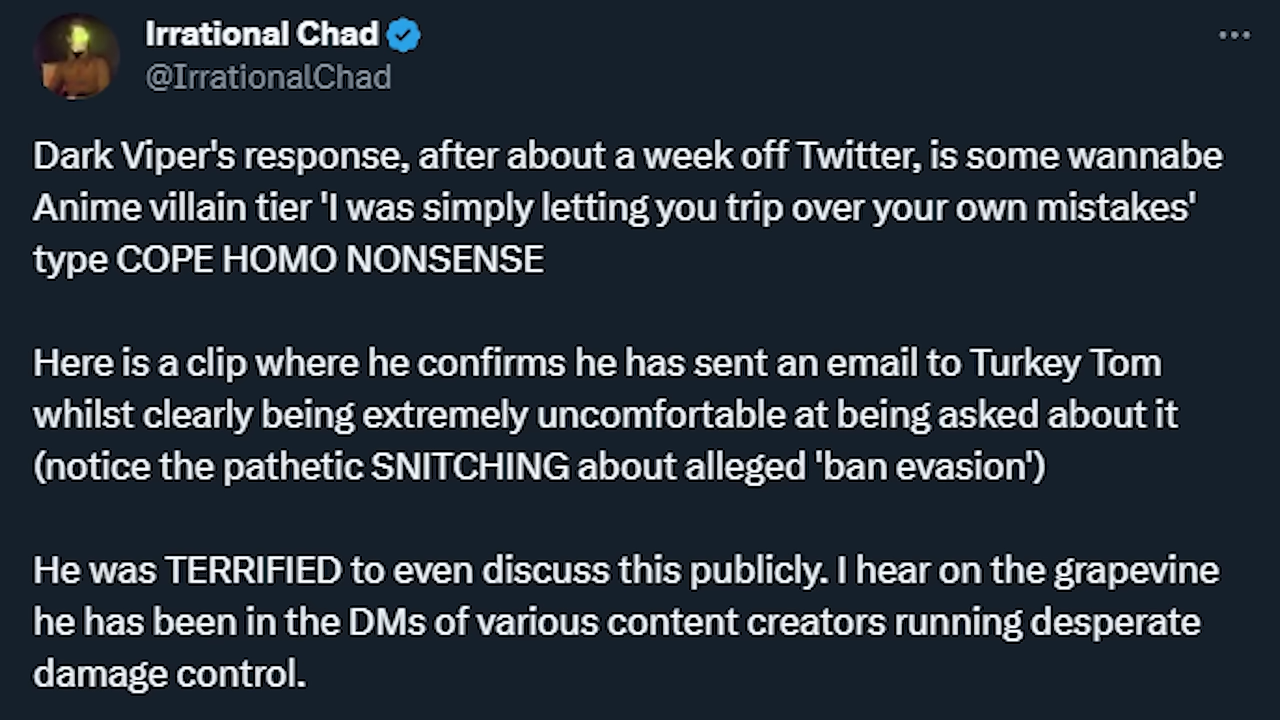 Irrational Chad
@IrrationalChad
Dark Viper's response, after about a week off Twitter, is some wannabe
Anime villain tier 'I was simply letting you trip over your own mistakes'
type COPE HOMO NONSENSE
Here is a clip where he confirms he has sent an email to Turkey Tom
whilst clearly being extremely uncomfortable at being asked about it
(notice the pathetic SNITCHING about alleged 'ban evasion')
He was TERRIFIED to even discuss this publicly. I hear on the grapevine
he has been in the DMs of various content creators running desperate
damage control.